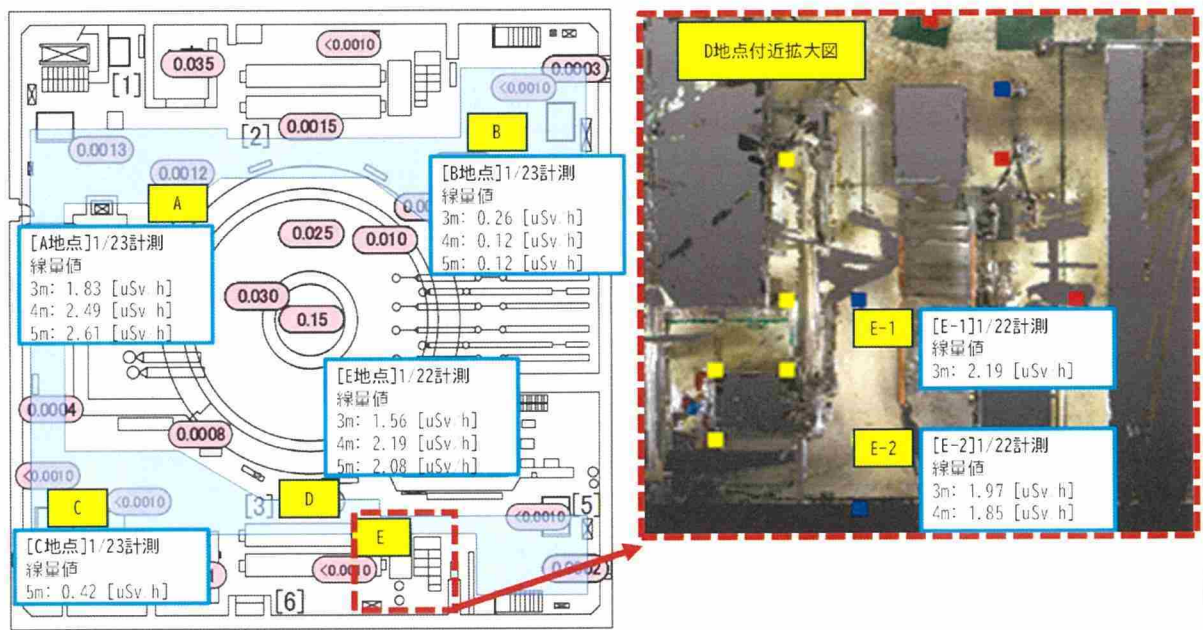 0.035
<0.0010
0.0003
[1]
<0.0010
0.0015
[2]
B
0.0013
0.0012
A
[B地点]1/23計測
線量値
3m: 0.26 [uSv/h]
4m: 0.12 [uSv/h]
5m: 0.12 [uSv/h]
[A地点]1/23計測
線量値
3m: 1.83 [uSv/h]
4m: 2.49 [uSv/h]
5m: 2.61 [uSv/h]
0.025
0.010
0.030
0.15
[E地点]1/22計測
線量値
3m: 1.56 [uSv/h]
4m: 2.19 [uSv/h]
5m: 2.08 [uSv/h]
0.0004
0.0008
<0.0010
C
<0.0010
D
[3]
[5]
<0.0010
E
[C地点]1/23計測
線量値
5m: 0.42 [uSv/h]
<0.0010
0.0002
[6]
D地点付近拡大図
E-1
[E-1]1/22計測
線量値
3m: 2.19 [uSv/h]
E-2
[E-2]1/22計測
線量値
3m: 1.97 [uSv/h]
4m: 1.85 [uSv/h]